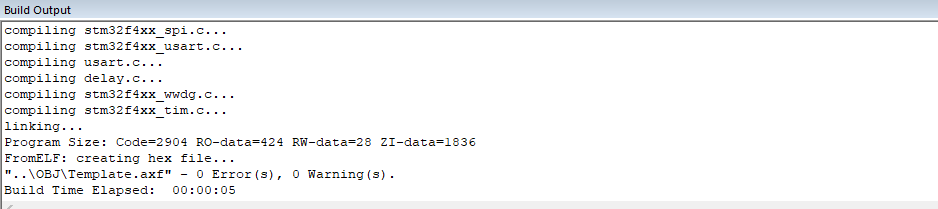 Build Output
compiling stm32f4xx_spi.c...
compiling stm32f4xx_usart.c...
compiling usart.c...
compiling delay.c...
compiling stm32f4xx_wwdg.c...
compiling stm32f4xx_tim.c...
linking...
Program Size: Code=2904 RO-data=424 RW-data=28 ZI-data=1836
FromELF: creating hex file...
"..\OBJ\Template.axf" - 0 Error(s), 0 Warning(s).
Build Time Elapsed:  00:00:05